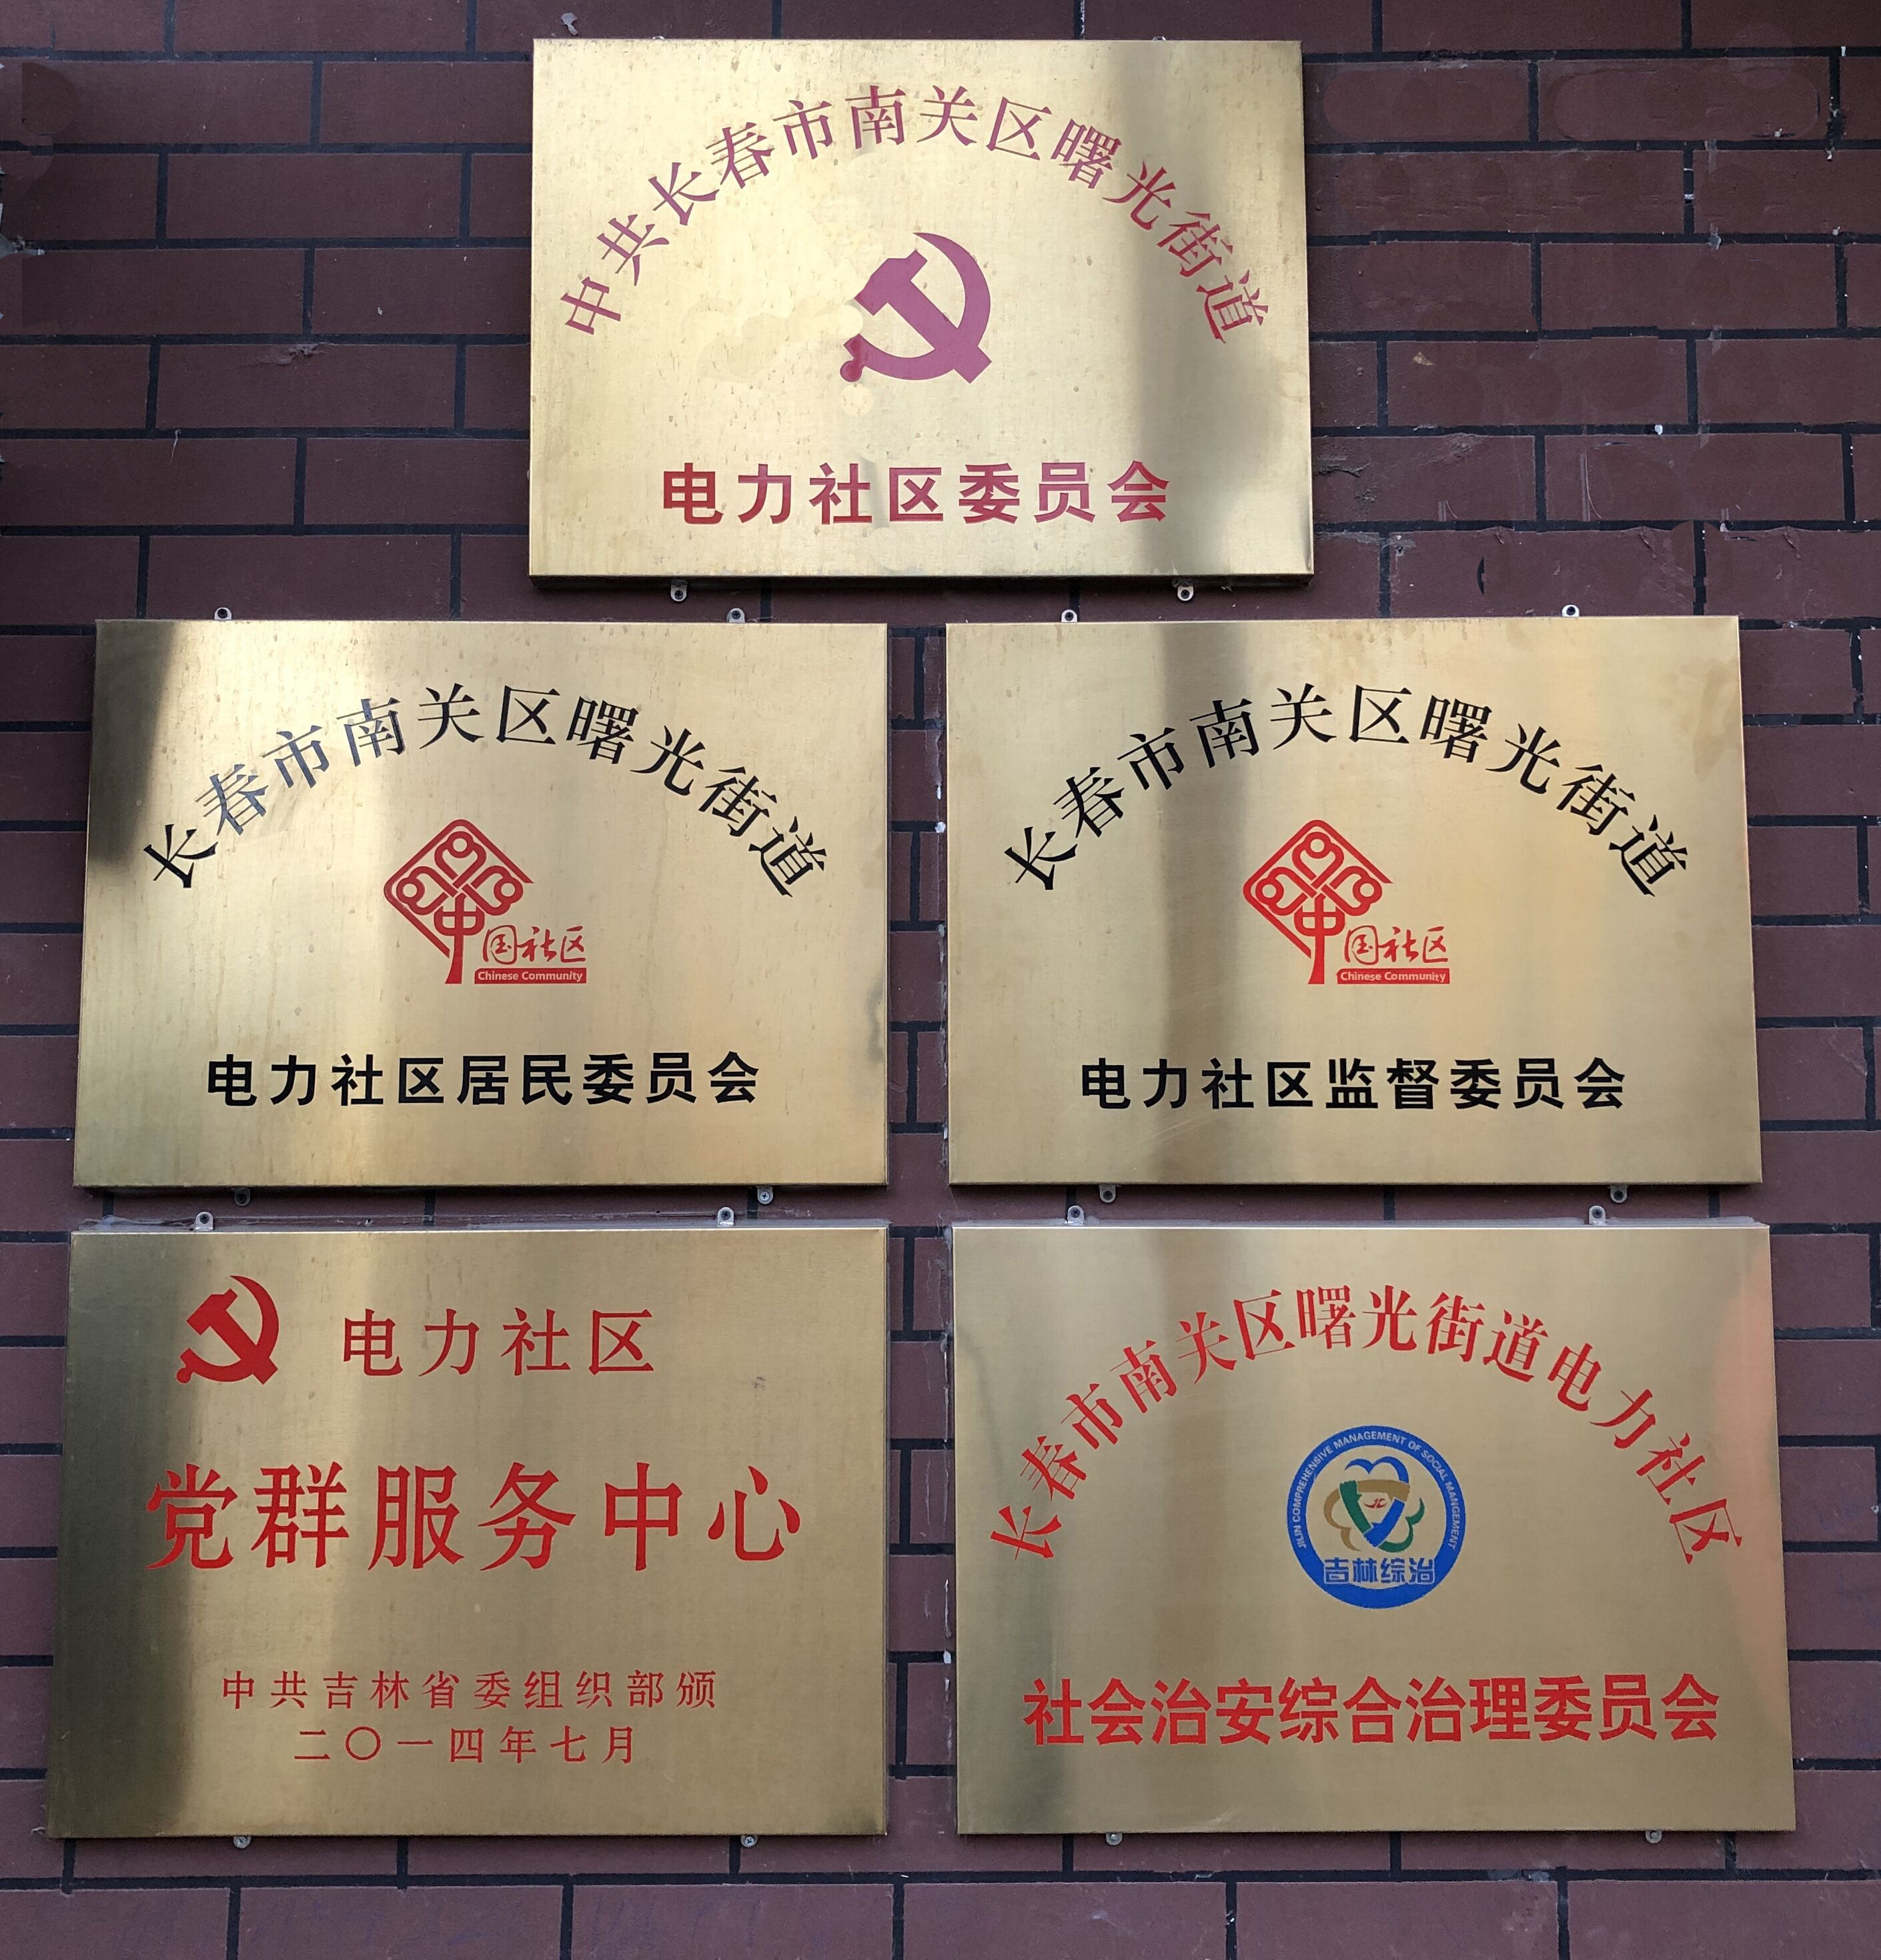 中共长春市南关区曙光街道
电力社区委员会
长春市南关区曙光街道
中国社区
Chinese Community
电力社区居民委员会
长春市南关区曙光街道
中国社区
Chinese Community
电力社区监督委员会
电力社区
党群服务中心
中共吉林省委组织部颁
二〇一四年七月
长春市南关区曙光街道电力社区
JILIN COMPREHENSIVE MANAGEMENT OF SOCIAL MANGEMENT
吉林综治
社会治安综合治理委员会